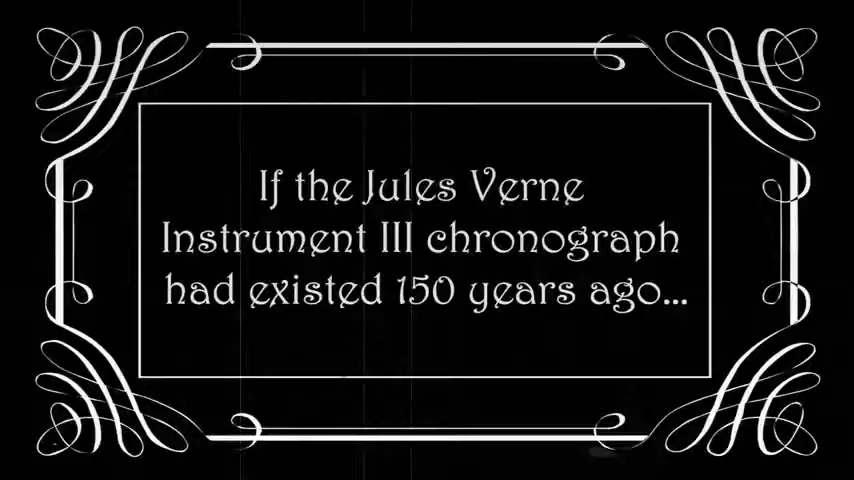 If the Jules Verne
Instrument III chronograph
had existed 150 years ago...